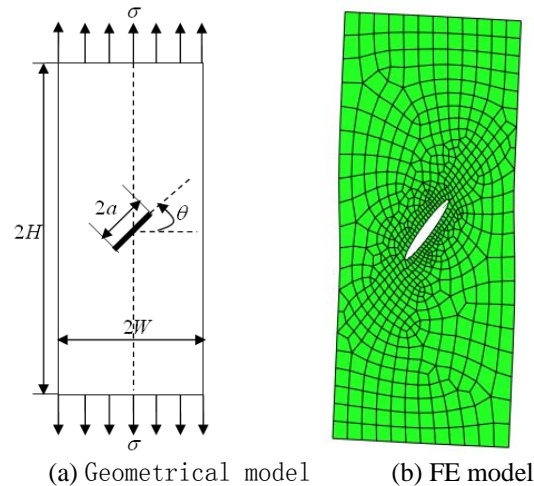 σ
2a
θ
2H
2W
σ
(a) Geometrical model
(b) FE model